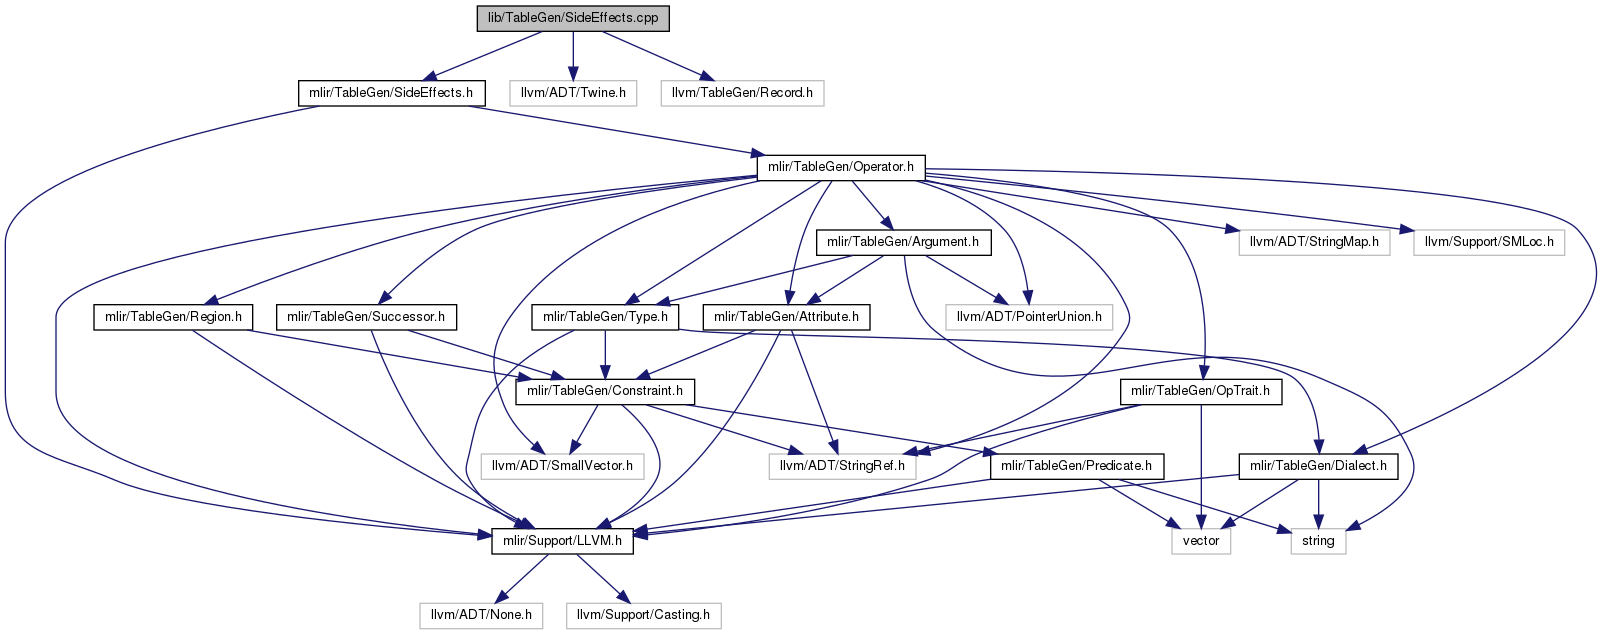 lib/TableGen/SideEffects.cpp
mlir/TableGen/SideEffects.h
llvm/ADT/Twine.h
llvm/TableGen/Record.h
mlir/TableGen/Operator.h
mlir/TableGen/Argument.h
llvm/ADT/StringMap.h
llvm/Support/SMLoc.h
mlir/TableGen/Region.h
mlir/TableGen/Successor.h
mlir/TableGen/Type.h
mlir/TableGen/Attribute.h
llvm/ADT/PointerUnion.h
mlir/TableGen/Constraint.h
mlir/TableGen/OpTrait.h
llvm/ADT/SmallVector.h
llvm/ADT/StringRef.h
mlir/TableGen/Predicate.h
mlir/TableGen/Dialect.h
mlir/Support/LLVM.h
vector
string
llvm/ADT/None.h
llvm/Support/Casting.h